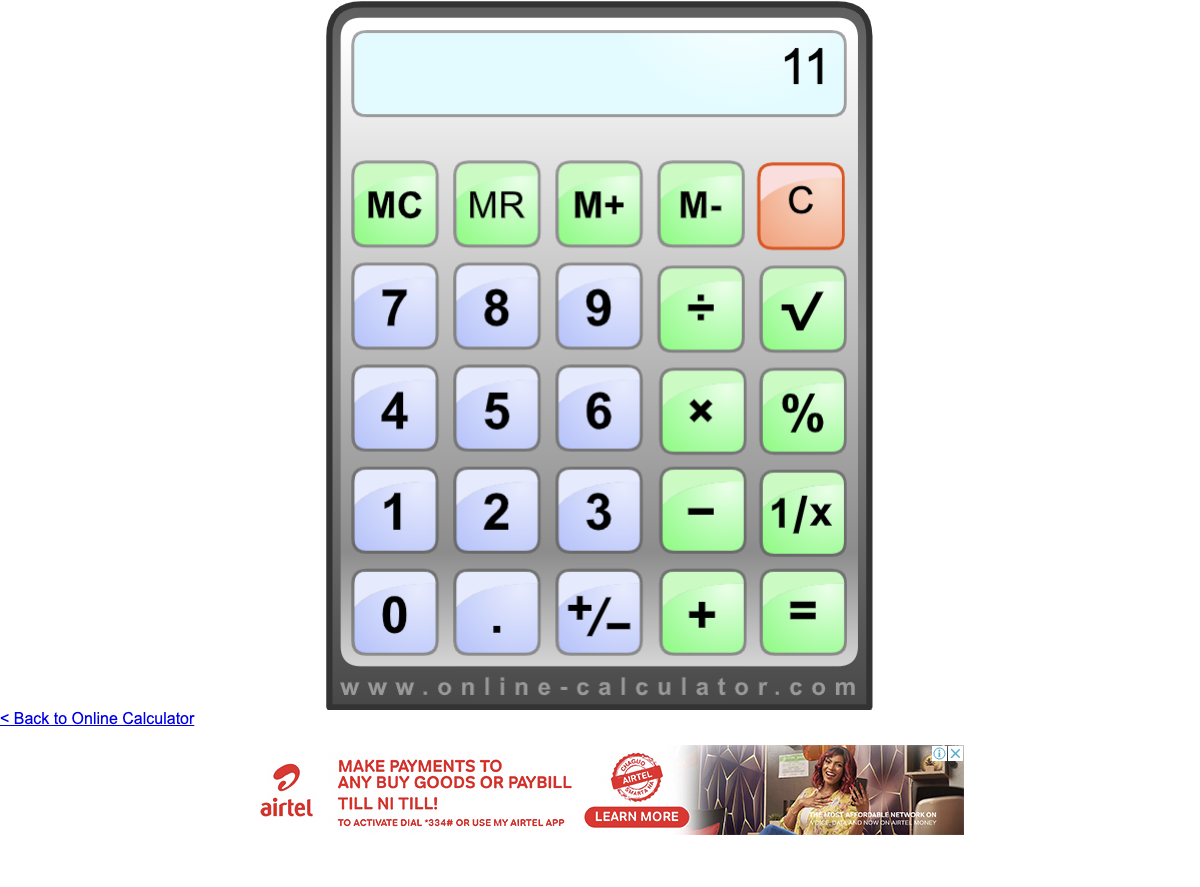 11
MC MR M+ M- C
7 8 9 ÷ √
4 5 6 × %
1 2 3 − 1/x
0 . +/− + =
www.online-calculator.com
< Back to Online Calculator
airtel
MAKE PAYMENTS TO
ANY BUY GOODS OR PAYBILL
TILL NI TILL!
TO ACTIVATE DIAL *334# OR USE MY AIRTEL APP
CHAGUO
AIRTEL
SMARTA NI
LEARN MORE
THE MOST AFFORDABLE NETWORK ON
VOICE, DATA AND NOW ON AIRTEL MONEY